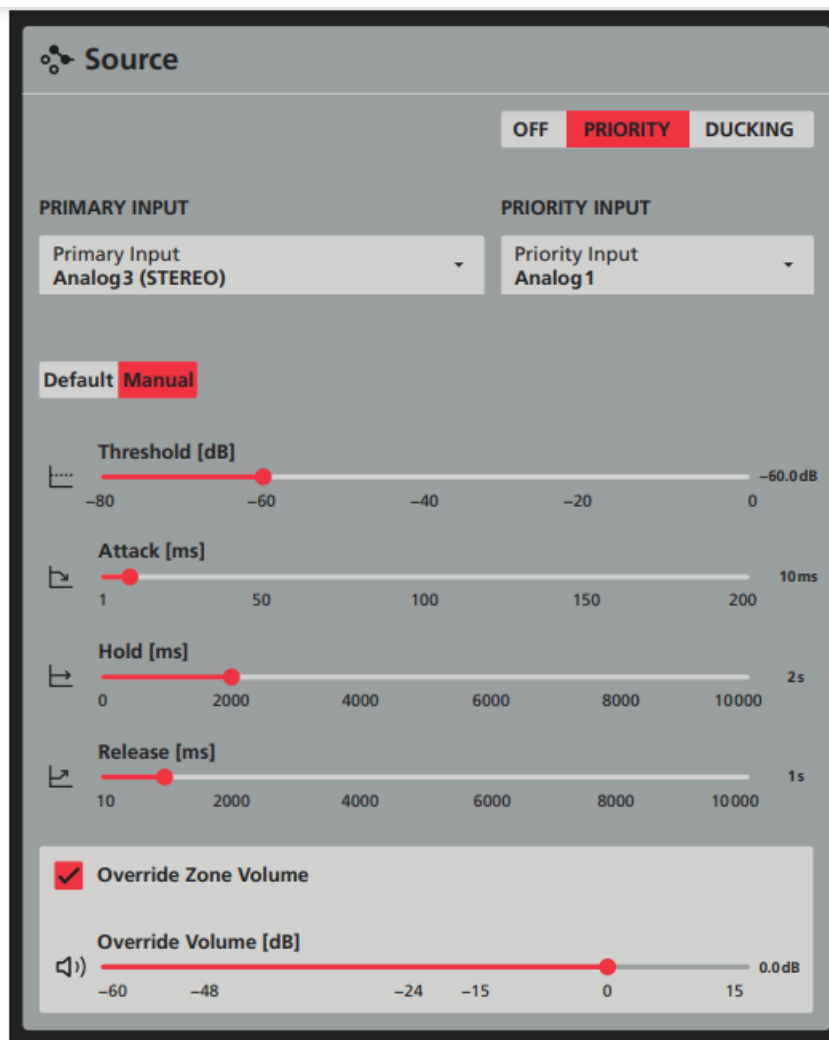 Source
OFF PRIORITY DUCKING
PRIMARY INPUT PRIORITY INPUT
Primary Input Priority Input
Analog3 (STEREO) Analog1
Default Manual
Threshold [dB]
−60.0dB
−80 −60 −40 −20 0
Attack [ms]
10ms
1 50 100 150 200
Hold [ms]
2s
0 2000 4000 6000 8000 10000
Release [ms]
1s
10 2000 4000 6000 8000 10000
Override Zone Volume
Override Volume [dB]
0.0dB
−60 −48 −24 −15 0 15